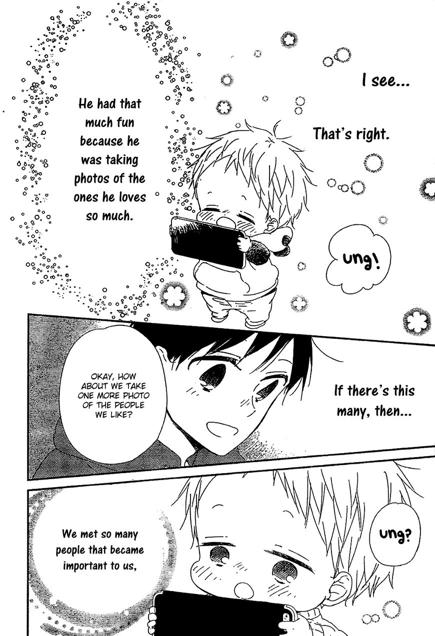 I see...
That's right.
He had that
much fun
because he
was taking
photos of the
ones he loves
so much.
ung!
OKAY, HOW
ABOUT WE TAKE
ONE MORE PHOTO
OF THE PEOPLE
WE LIKE?
If there's this
many, then...
ung?
We met so many
people that became
important to us,